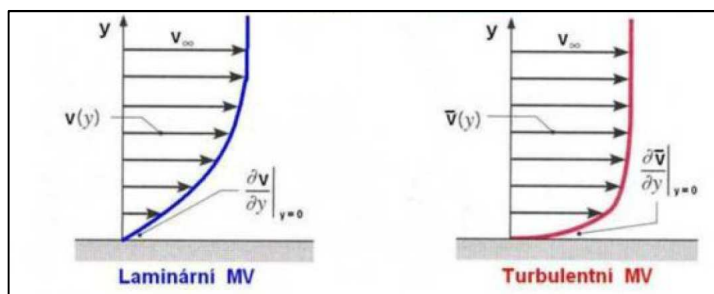 y
v∞
v(y)
∂v/∂y|y=0
Laminární MV
y
v∞
v̅(y)
∂v̅/∂y|y=0
Turbulentní MV